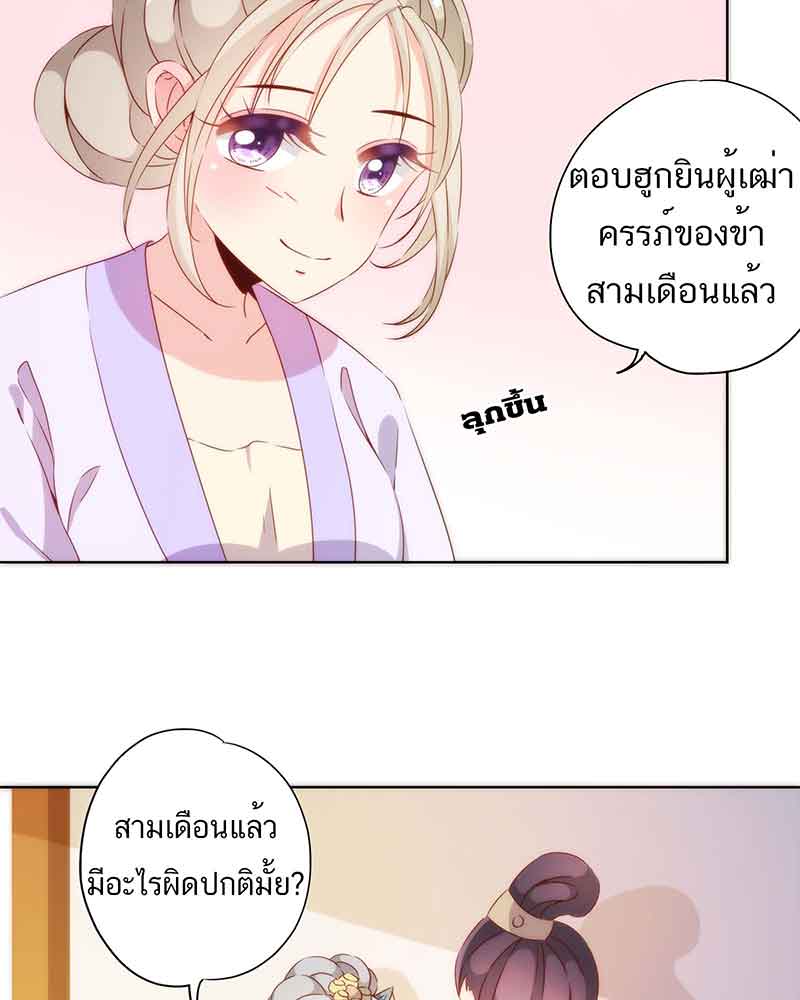 ตอบฮูกยินผู้เฒ่า
ครรภ์ของข้า
สามเดือนแล้ว
ลุกขึ้น
สามเดือนแล้ว
มีอะไรผิดปกติมั้ย?